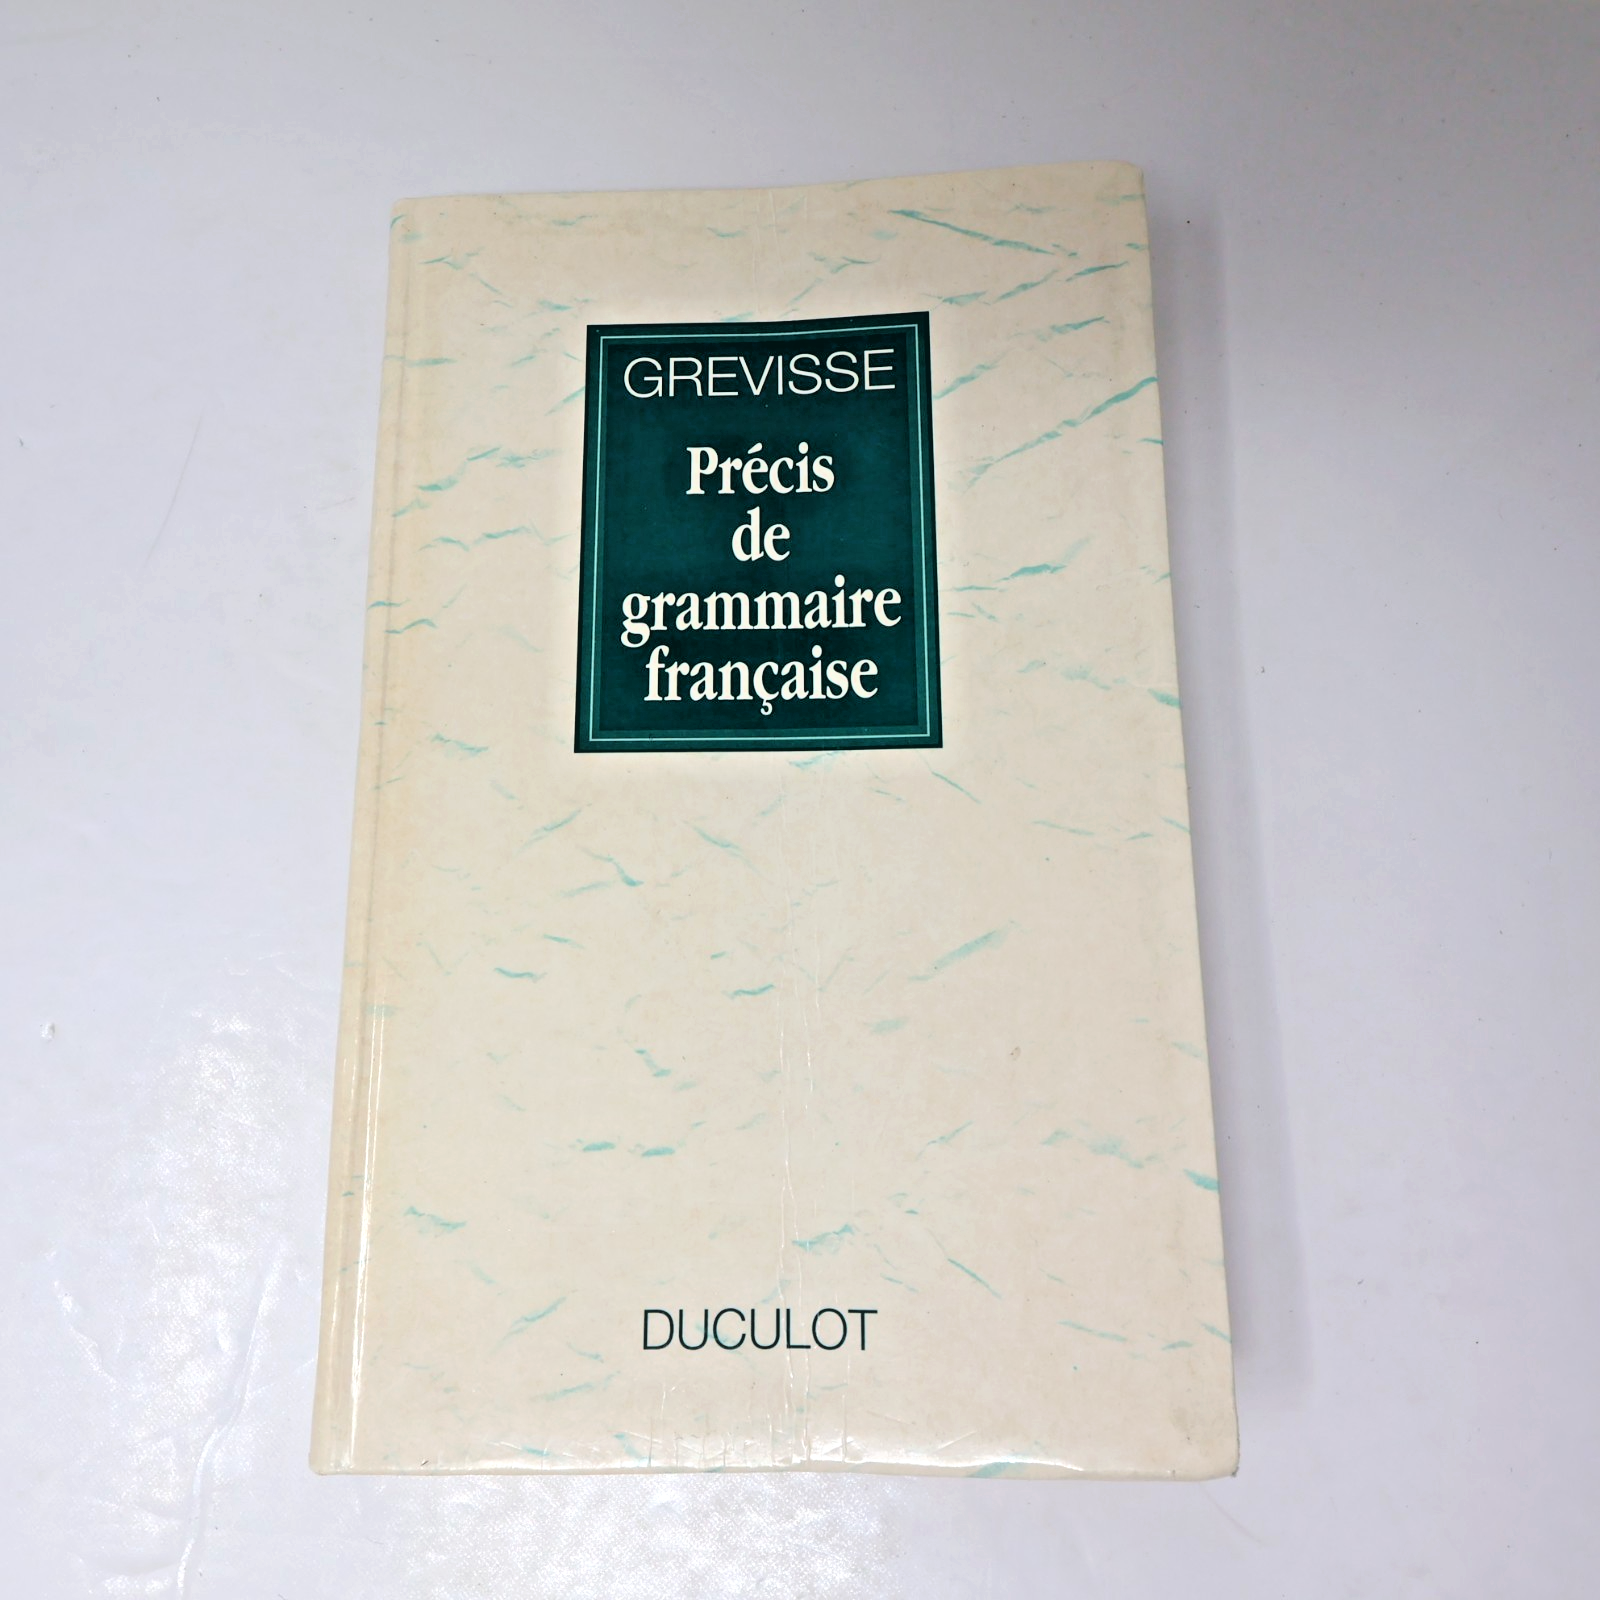 GREVISSE
Précis
de
grammaire
française
DUCULOT